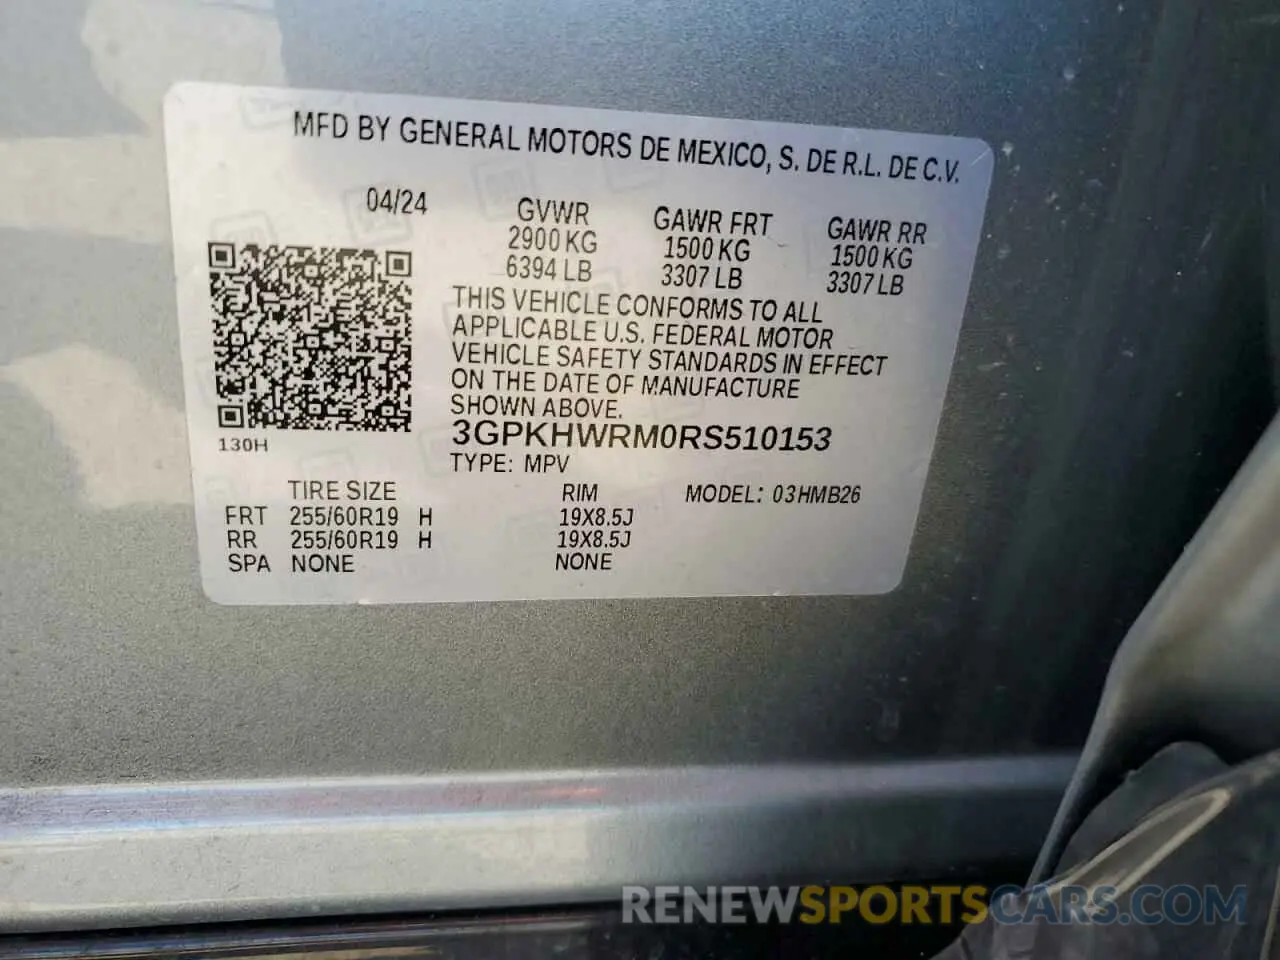 MFD BY GENERAL MOTORS DE MEXICO, S. DE R.L. DE C.V.
04/24
GVWR
2900 KG
6394 LB
GAWR FRT
1500 KG
3307 LB
GAWR RR
1500 KG
3307 LB
THIS VEHICLE CONFORMS TO ALL
APPLICABLE U.S. FEDERAL MOTOR
VEHICLE SAFETY STANDARDS IN EFFECT
ON THE DATE OF MANUFACTURE
SHOWN ABOVE.
130H
3GPKHWRM0RS510153
TYPE: MPV
TIRE SIZE RIM MODEL: 03HMB26
FRT 255/60R19 H 19X8.5J
RR 255/60R19 H 19X8.5J
SPA NONE NONE
RENEWSPORTSCARS.COM